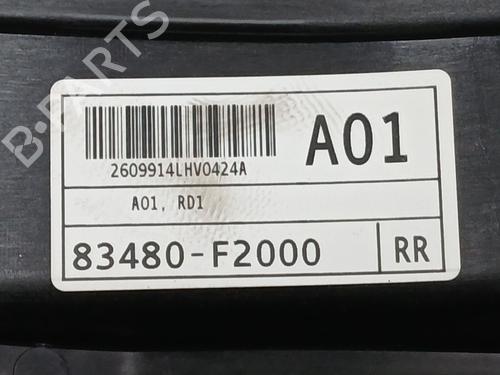 B-PARTS
A01
2609914LHV0424A
A01, RD1
83480-F2000
RR